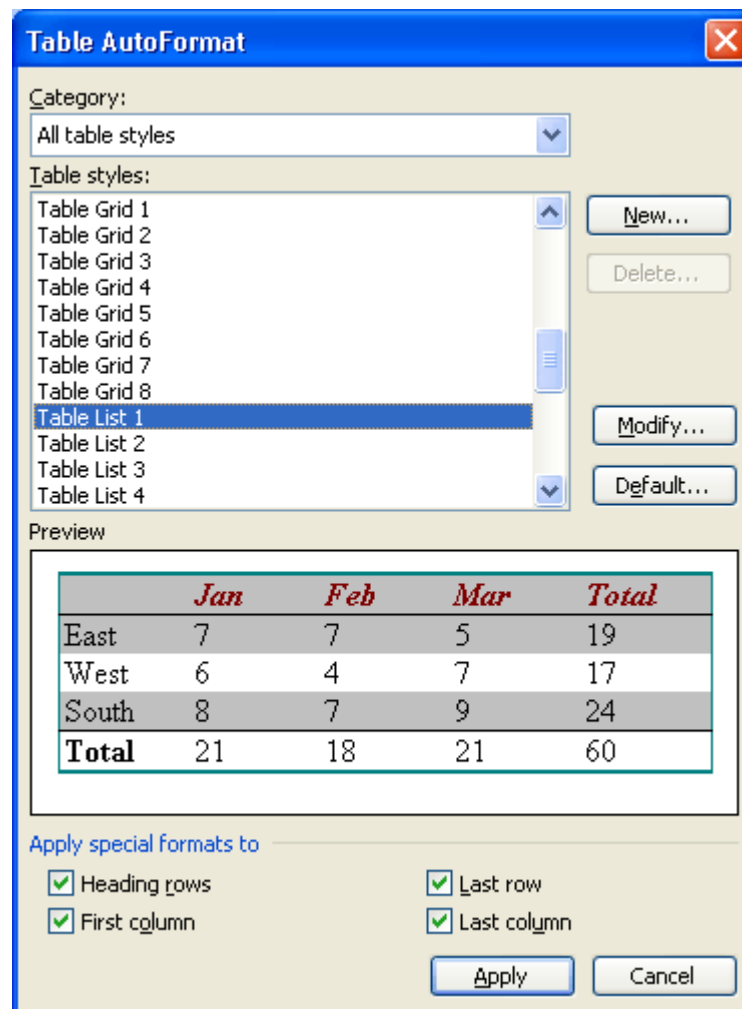 Table AutoFormat
Category:
All table styles
Table styles:
Table Grid 1
Table Grid 2
Table Grid 3
Table Grid 4
Table Grid 5
Table Grid 6
Table Grid 7
Table Grid 8
Table List 1
Table List 2
Table List 3
Table List 4
New...
Delete...
Modify...
Default...
Preview
Jan Feb Mar Total
East 7 7 5 19
West 6 4 7 17
South 8 7 9 24
Total 21 18 21 60
Apply special formats to
Heading rows Last row
First column Last column
Apply Cancel